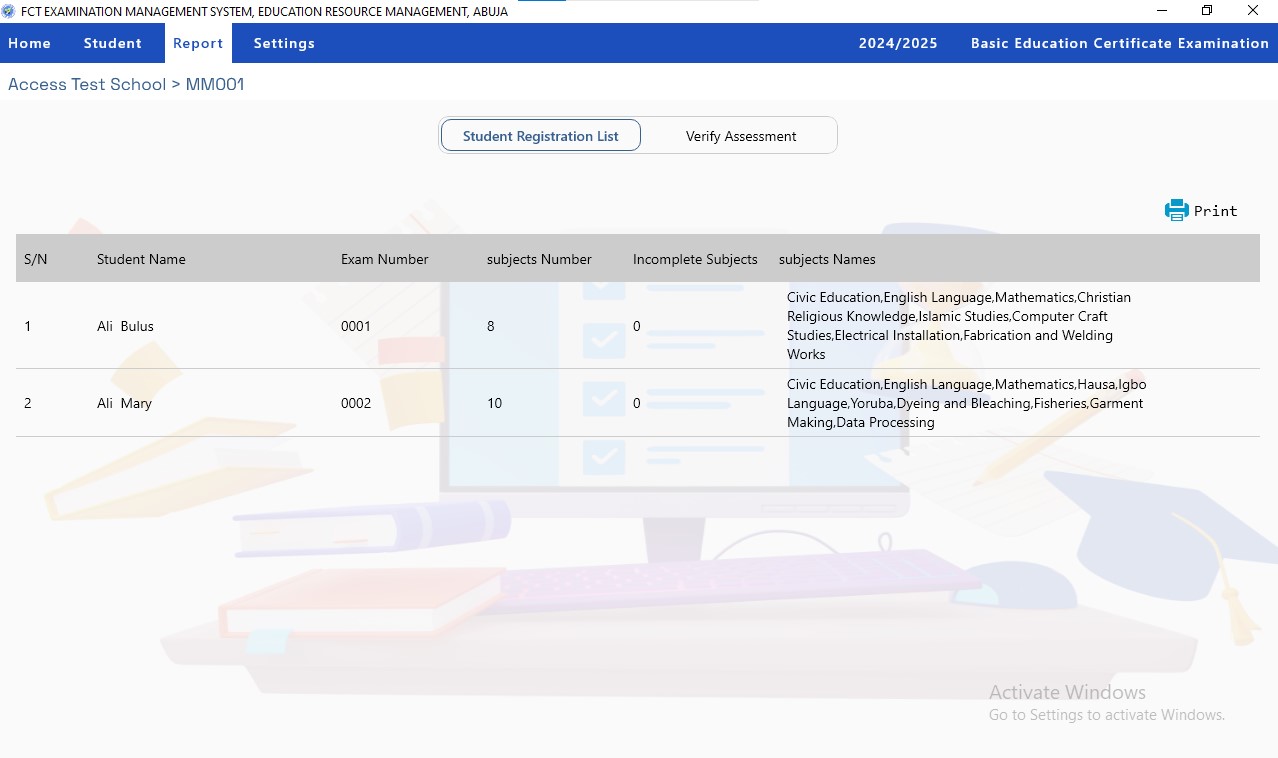 FCT EXAMINATION MANAGEMENT SYSTEM, EDUCATION RESOURCE MANAGEMENT, ABUJA
Home Student Report Settings 2024/2025 Basic Education Certificate Examination
Access Test School > MM001
Student Registration List Verify Assessment
Print
S/N Student Name Exam Number subjects Number Incomplete Subjects subjects Names
1 Ali Bulus 0001 8 0 Civic Education,English Language,Mathematics,Christian
Religious Knowledge,Islamic Studies,Computer Craft
Studies,Electrical Installation,Fabrication and Welding
Works
2 Ali Mary 0002 10 0 Civic Education,English Language,Mathematics,Hausa,Igbo
Language,Yoruba,Dyeing and Bleaching,Fisheries,Garment
Making,Data Processing
Activate Windows
Go to Settings to activate Windows.